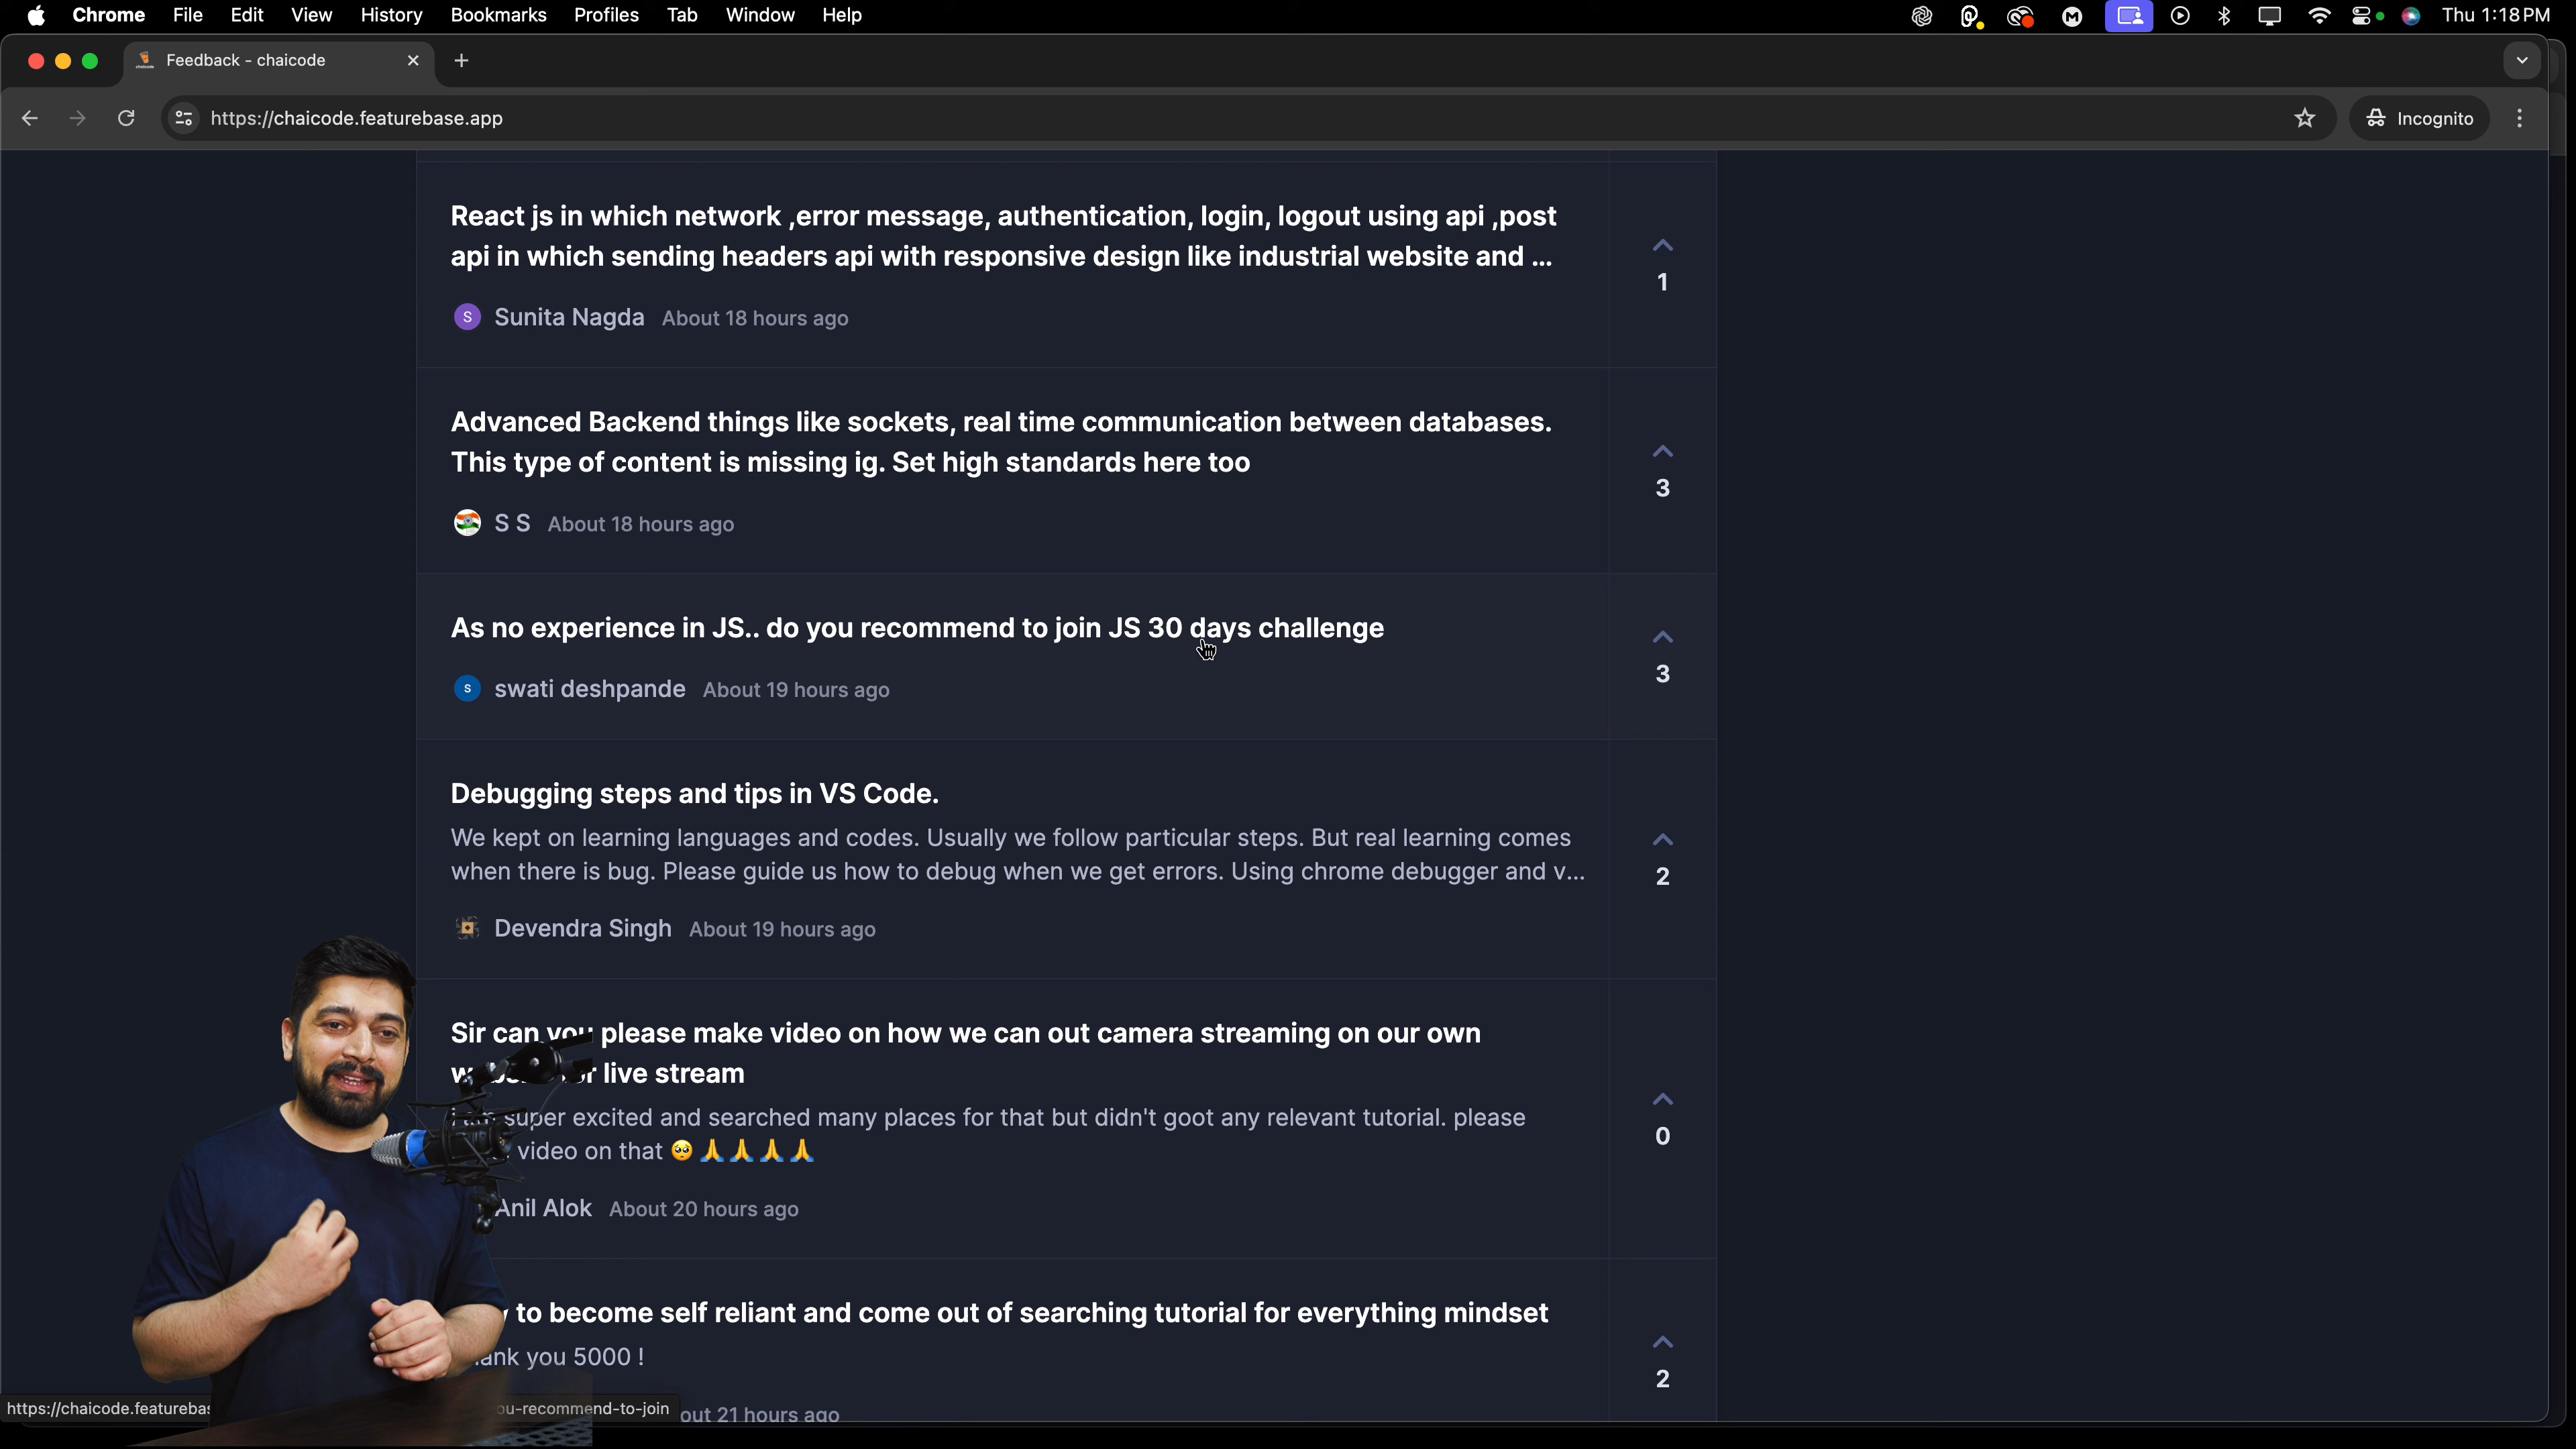 Chrome File Edit View History Bookmarks Profiles Tab Window Help Thu 1:18 PM
Feedback - chaicode
https://chaicode.featurebase.app Incognito
React js in which network ,error message, authentication, login, logout using api ,post
api in which sending headers api with responsive design like industrial website and ...
1
S Sunita Nagda About 18 hours ago
Advanced Backend things like sockets, real time communication between databases.
This type of content is missing ig. Set high standards here too
3
S S About 18 hours ago
As no experience in JS.. do you recommend to join JS 30 days challenge
3
S swati deshpande About 19 hours ago
Debugging steps and tips in VS Code.
We kept on learning languages and codes. Usually we follow particular steps. But real learning comes
when there is bug. Please guide us how to debug when we get errors. Using chrome debugger and v...
2
Devendra Singh About 19 hours ago
Sir can you please make video on how we can out camera streaming on our own
live stream
super excited and searched many places for that but didn't goot any relevant tutorial. please
video on that 🥺🙏🙏🙏🙏
0
Anil Alok About 20 hours ago
to become self reliant and come out of searching tutorial for everything mindset
you 5000 !
2
21 hours ago
https://chaicode.featurebas ou-recommend-to-join